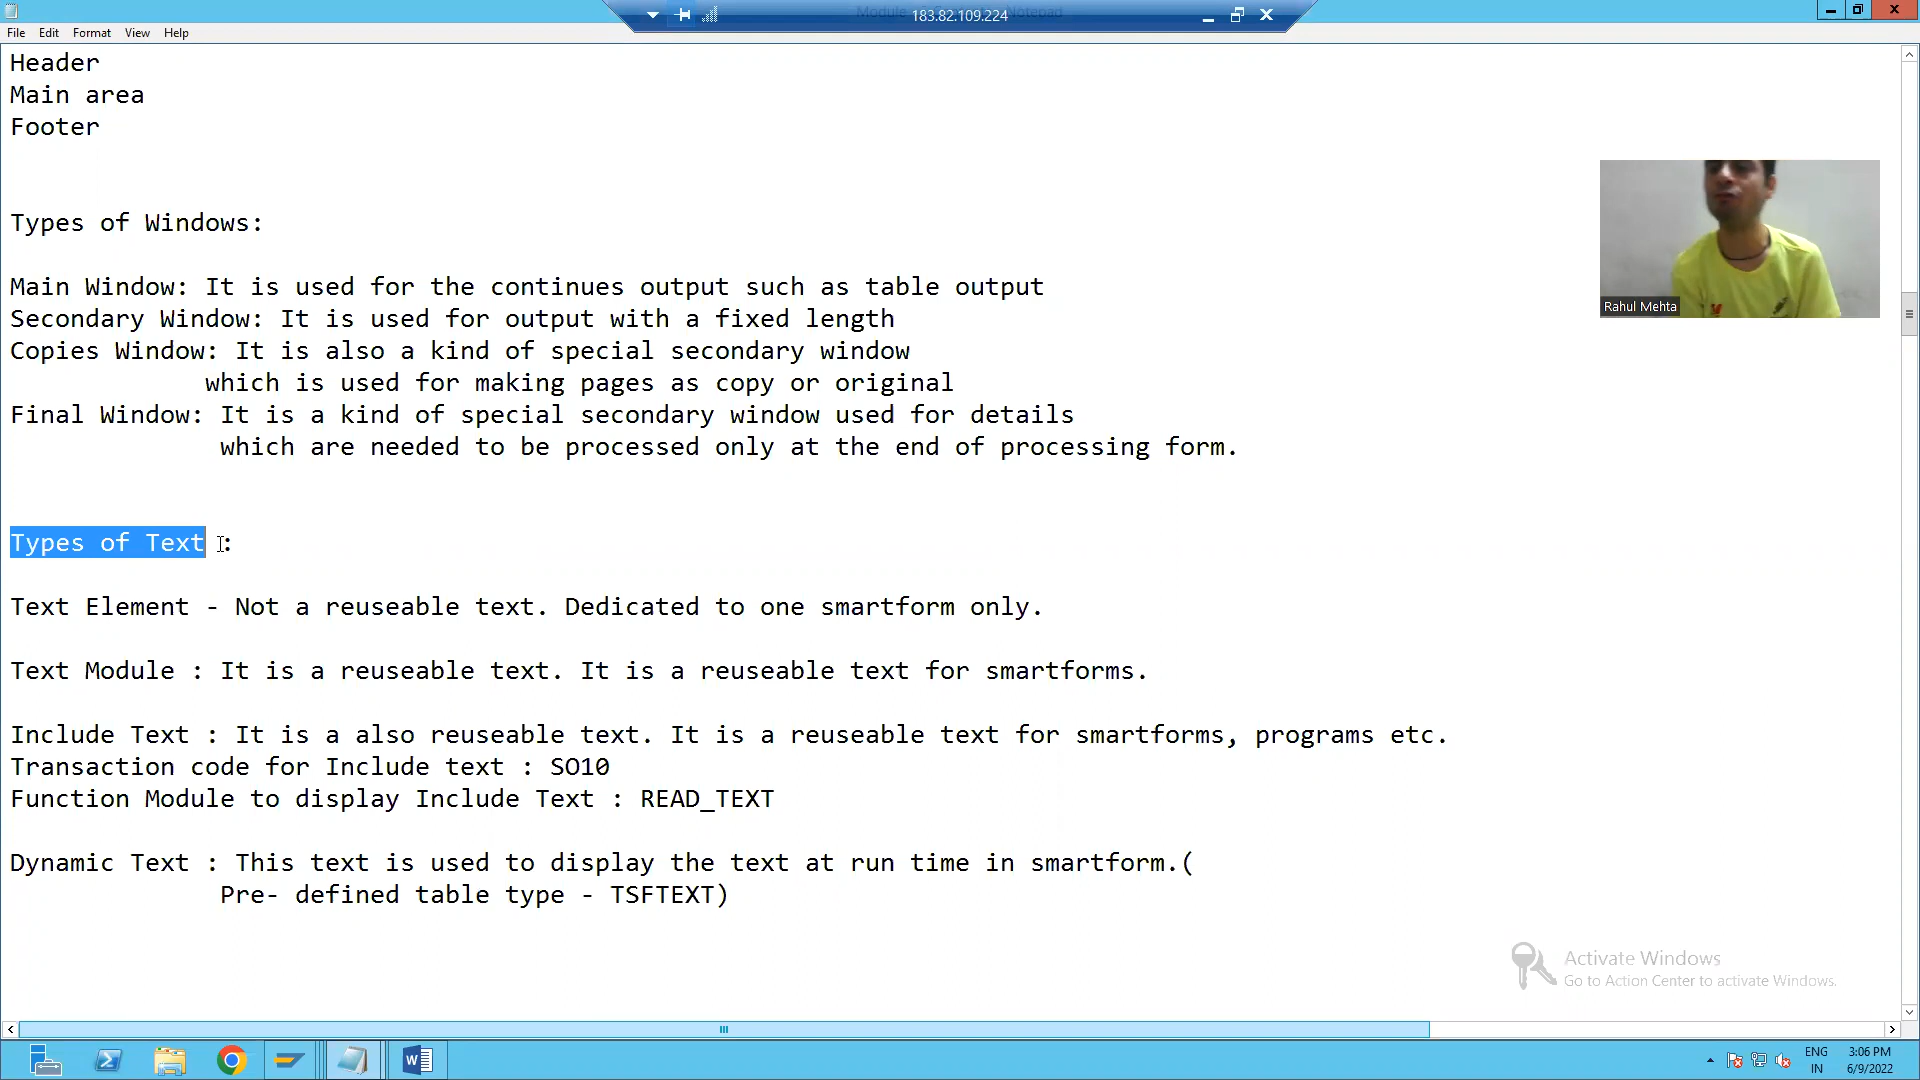 183.82.109.224
File Edit Format View Help
Header
Main area
Footer
Types of Windows:
Main Window: It is used for the continues output such as table output
Secondary Window: It is used for output with a fixed length
Copies Window: It is also a kind of special secondary window
which is used for making pages as copy or original
Final Window: It is a kind of special secondary window used for details
which are needed to be processed only at the end of processing form.
Rahul Mehta
Types of Text :
Text Element - Not a reuseable text. Dedicated to one smartform only.
Text Module : It is a reuseable text. It is a reuseable text for smartforms.
Include Text : It is a also reuseable text. It is a reuseable text for smartforms, programs etc.
Transaction code for Include text : SO10
Function Module to display Include Text : READ_TEXT
Dynamic Text : This text is used to display the text at run time in smartform.(
Pre- defined table type - TSFTEXT)
Activate Windows
Go to Action Center to activate Windows.
ENG 3:06 PM
IN 6/9/2022